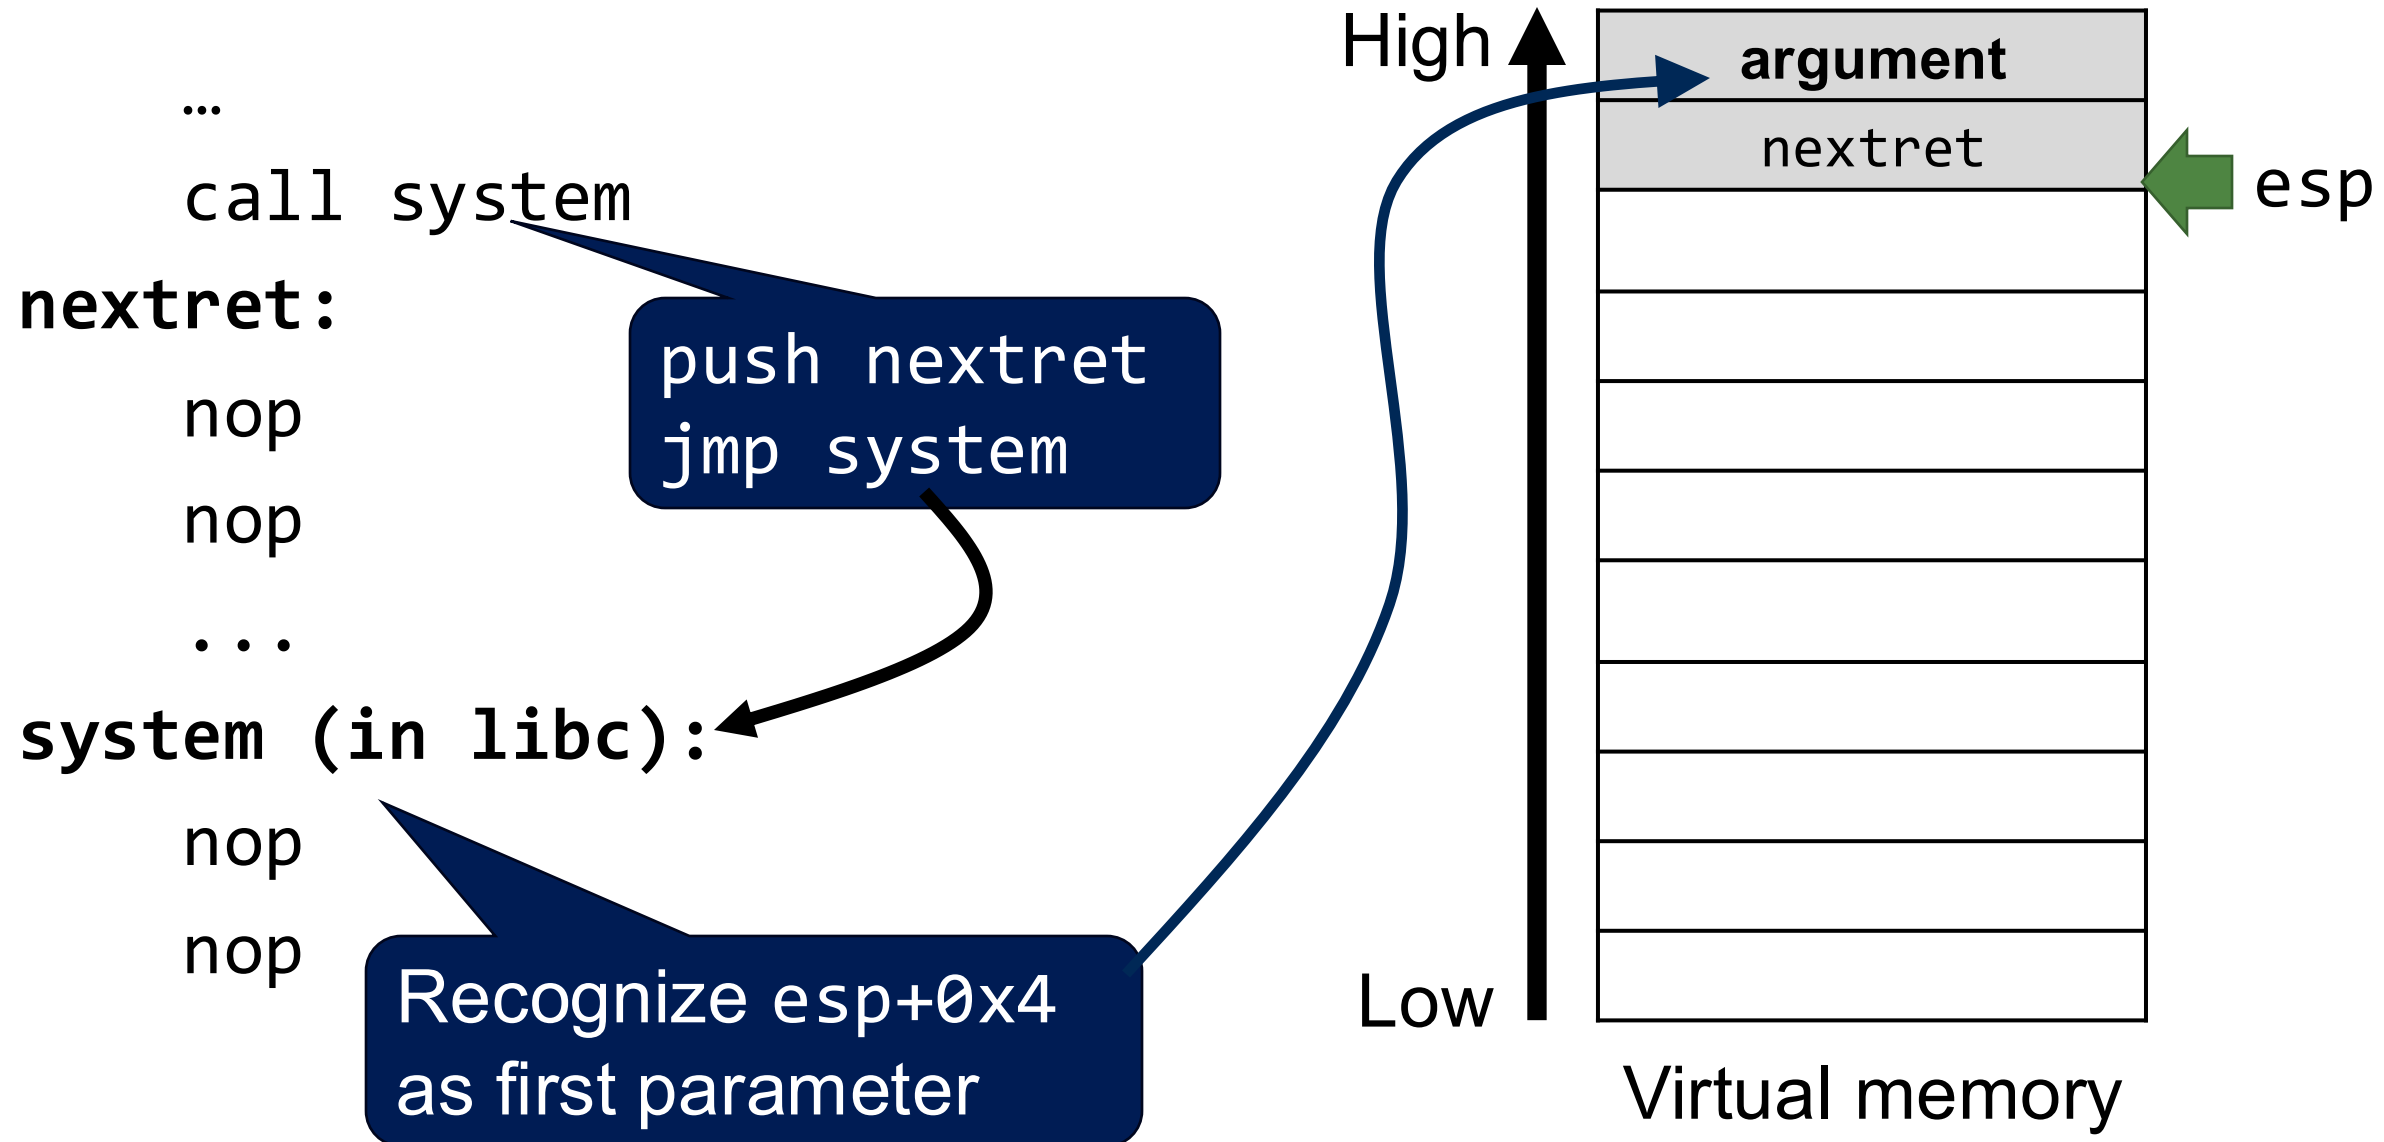 …
call system
nextret:
nop
nop
...
system (in libc):
nop
nop
push nextret
jmp system
Recognize esp+0x4
as first parameter
High
Low
argument
nextret
esp
Virtual memory